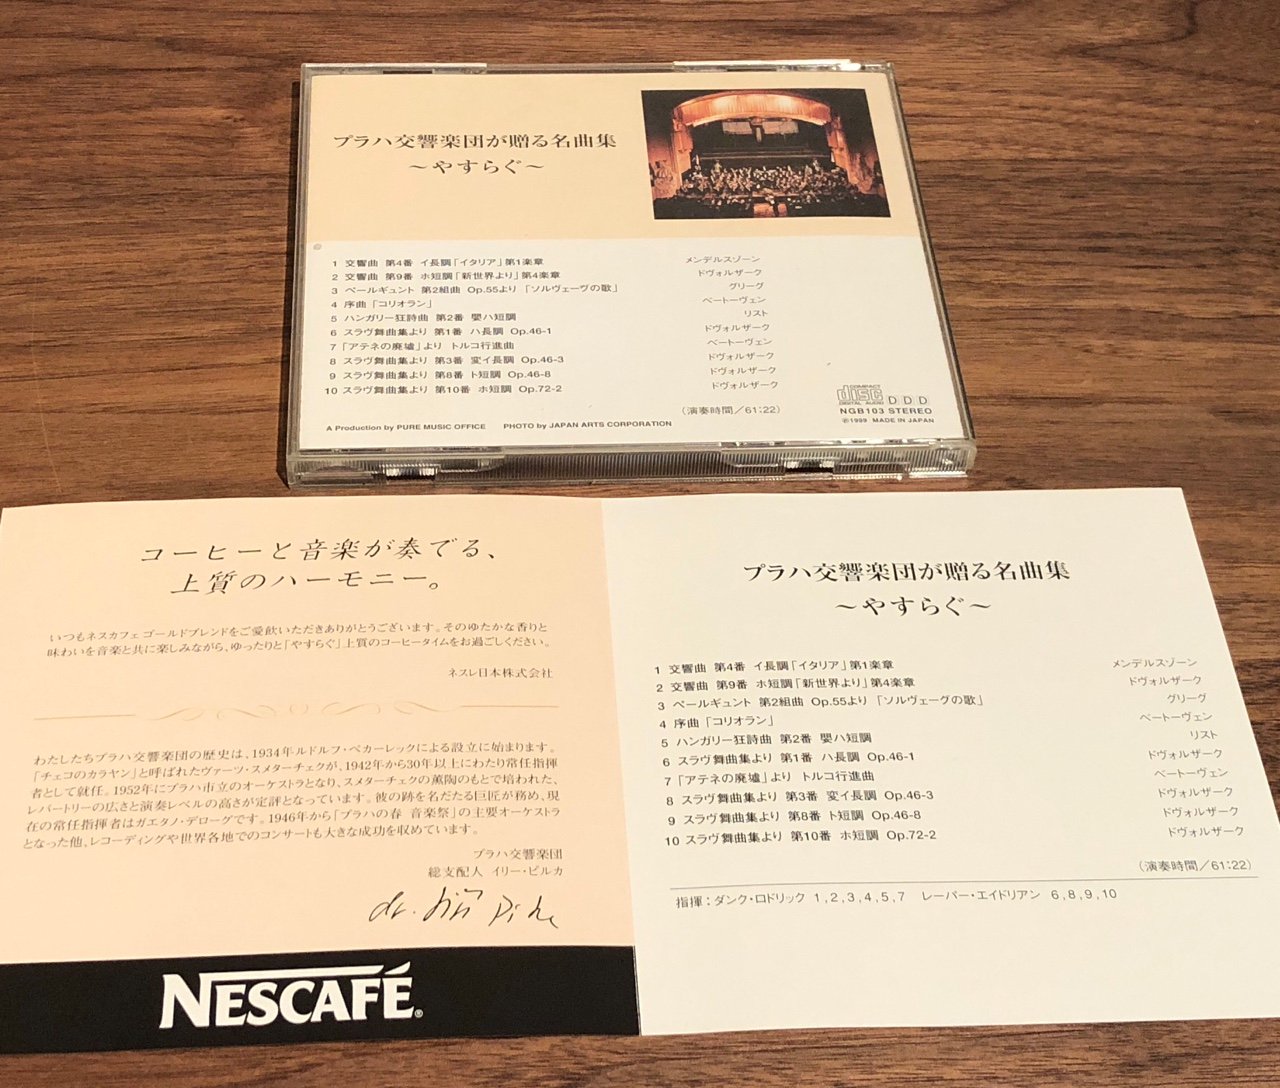 プラハ交響楽団が贈る名曲集
〜やすらぐ〜
1 交響曲 第4番 イ長調「イタリア」第1楽章 メンデルスゾーン
2 交響曲 第9番 ホ短調「新世界より」第4楽章 ドヴォルザーク
3 ペールギュント 第2組曲 Op.55より 「ソルヴェーグの歌」 グリーグ
4 序曲「コリオラン」 ベートーヴェン
5 ハンガリー狂詩曲 第2番 嬰ハ短調 リスト
6 スラヴ舞曲集より 第1番 ハ長調 Op.46-1 ドヴォルザーク
7 「アテネの廃墟」より トルコ行進曲 ベートーヴェン
8 スラヴ舞曲集より 第3番 変イ長調 Op.46-3 ドヴォルザーク
9 スラヴ舞曲集より 第8番 ト短調 Op.46-8 ドヴォルザーク
10 スラヴ舞曲集より 第10番 ホ短調 Op.72-2 ドヴォルザーク
(演奏時間/61:22)
COMPACT disc DIGITAL AUDIO DDD
NGB103 STEREO
℗1999 MADE IN JAPAN
A Production by PURE MUSIC OFFICE PHOTO by JAPAN ARTS CORPORATION
コーヒーと音楽が奏でる、
上質のハーモニー。
いつもネスカフェ ゴールドブレンドをご愛飲いただきありがとうございます。そのゆたかな香りと
味わいを音楽と共に楽しみながら、ゆったりと「やすらぐ」上質のコーヒータイムをお過ごしください。
ネスレ日本株式会社
わたしたちプラハ交響楽団の歴史は、1934年ルドルフ・ペカーレックによる設立に始まります。
「チェコのカラヤン」と呼ばれたヴァーツ・スメターチェクが、1942年から30年以上にわたり常任指揮
者として就任。1952年にプラハ市立のオーケストラとなり、スメターチェクの薫陶のもとで培われた、
レパートリーの広さと演奏レベルの高さが定評となっています。彼の跡を名だたる巨匠が務め、現
在の常任指揮者はガエタノ・デローグです。1946年から「プラハの春 音楽祭」の主要オーケストラ
となった他、レコーディングや世界各地でのコンサートも大きな成功を収めています。
プラハ交響楽団
総支配人 イリー・ピルカ
NESCAFÉ®
プラハ交響楽団が贈る名曲集
〜やすらぐ〜
1 交響曲 第4番 イ長調「イタリア」第1楽章 メンデルスゾーン
2 交響曲 第9番 ホ短調「新世界より」第4楽章 ドヴォルザーク
3 ペールギュント 第2組曲 Op.55より 「ソルヴェーグの歌」 グリーグ
4 序曲「コリオラン」 ベートーヴェン
5 ハンガリー狂詩曲 第2番 嬰ハ短調 リスト
6 スラヴ舞曲集より 第1番 ハ長調 Op.46-1 ドヴォルザーク
7 「アテネの廃墟」より トルコ行進曲 ベートーヴェン
8 スラヴ舞曲集より 第3番 変イ長調 Op.46-3 ドヴォルザーク
9 スラヴ舞曲集より 第8番 ト短調 Op.46-8 ドヴォルザーク
10 スラヴ舞曲集より 第10番 ホ短調 Op.72-2 ドヴォルザーク
(演奏時間/61:22)
指揮：ダンク・ロドリック 1,2,3,4,5,7 レーパー・エイドリアン 6,8,9,10